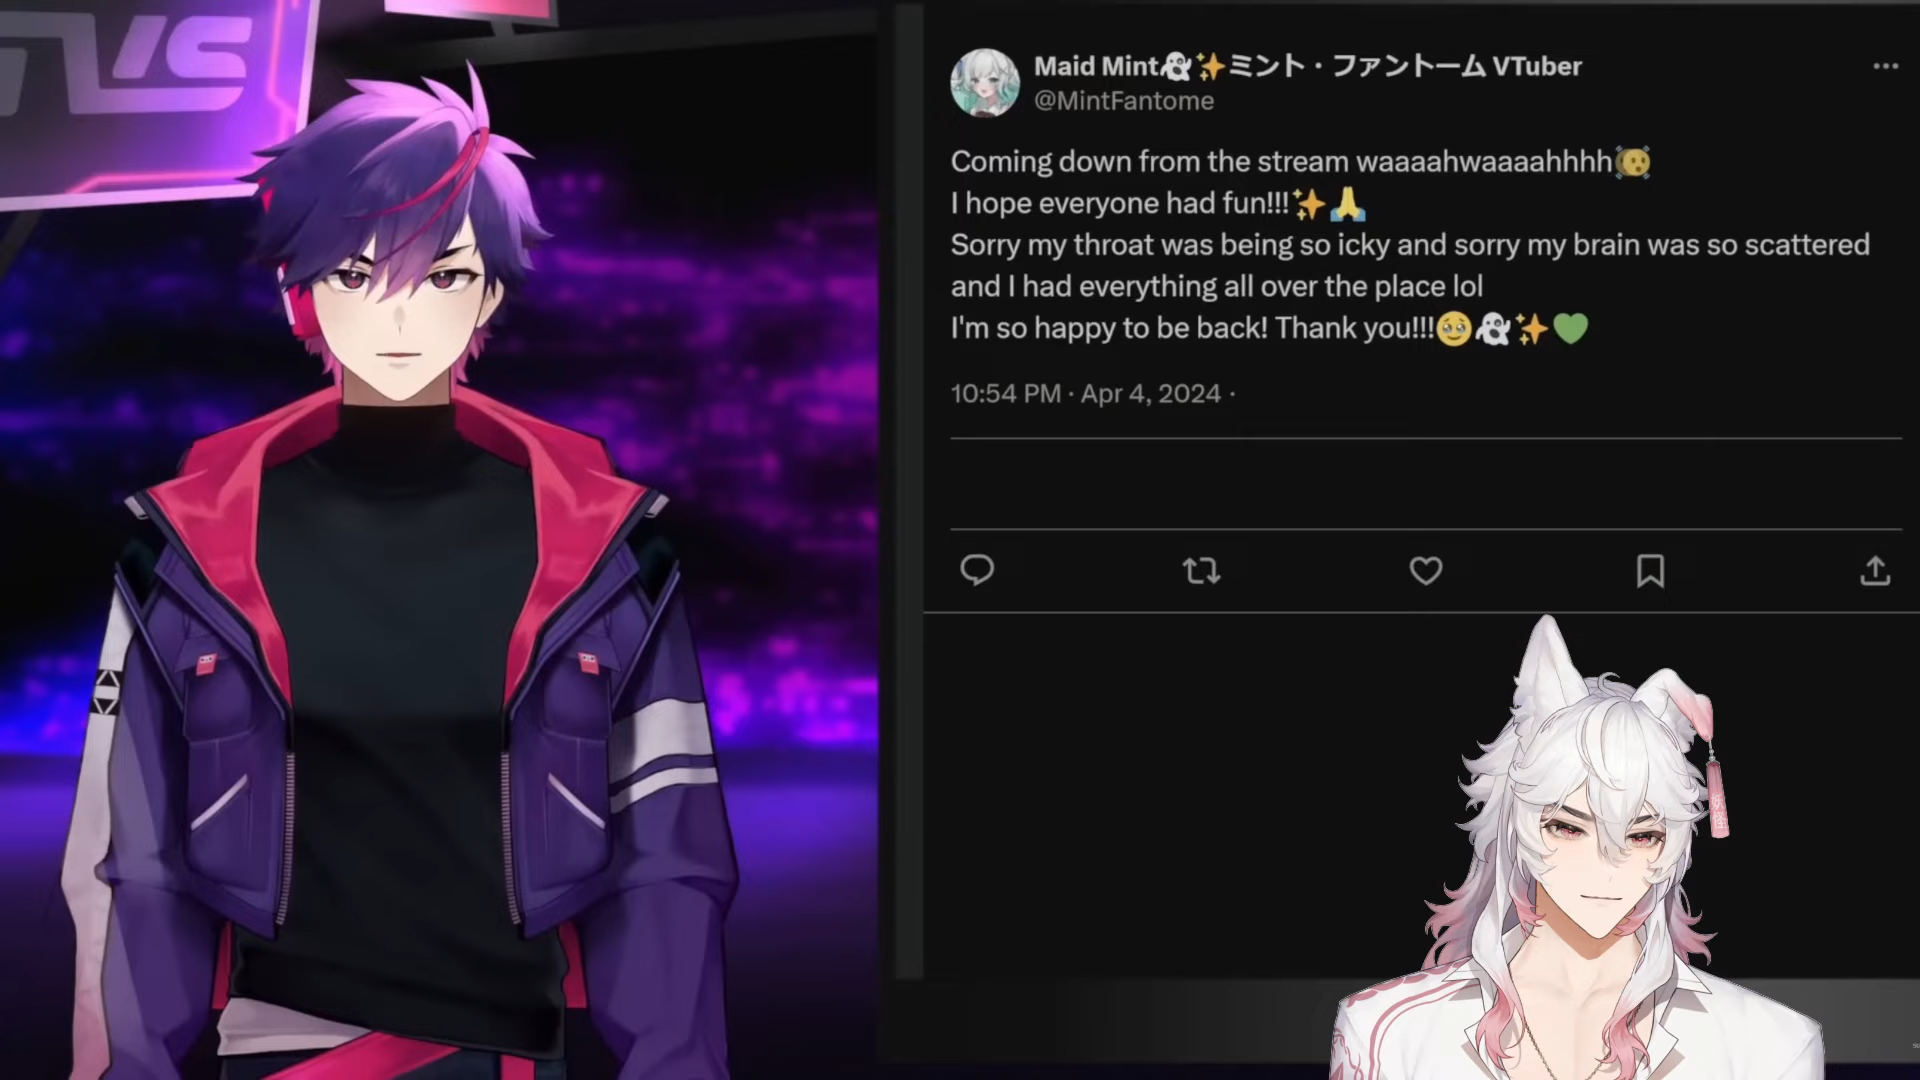 Maid Mint👻✨ミント・ファントーム VTuber
@MintFantome
Coming down from the stream waaaahwaaaahhhh🫨
I hope everyone had fun!!!✨🙏
Sorry my throat was being so icky and sorry my brain was so scattered
and I had everything all over the place lol
I'm so happy to be back! Thank you!!!🥹👻✨💚
10:54 PM · Apr 4, 2024 ·
妖怪